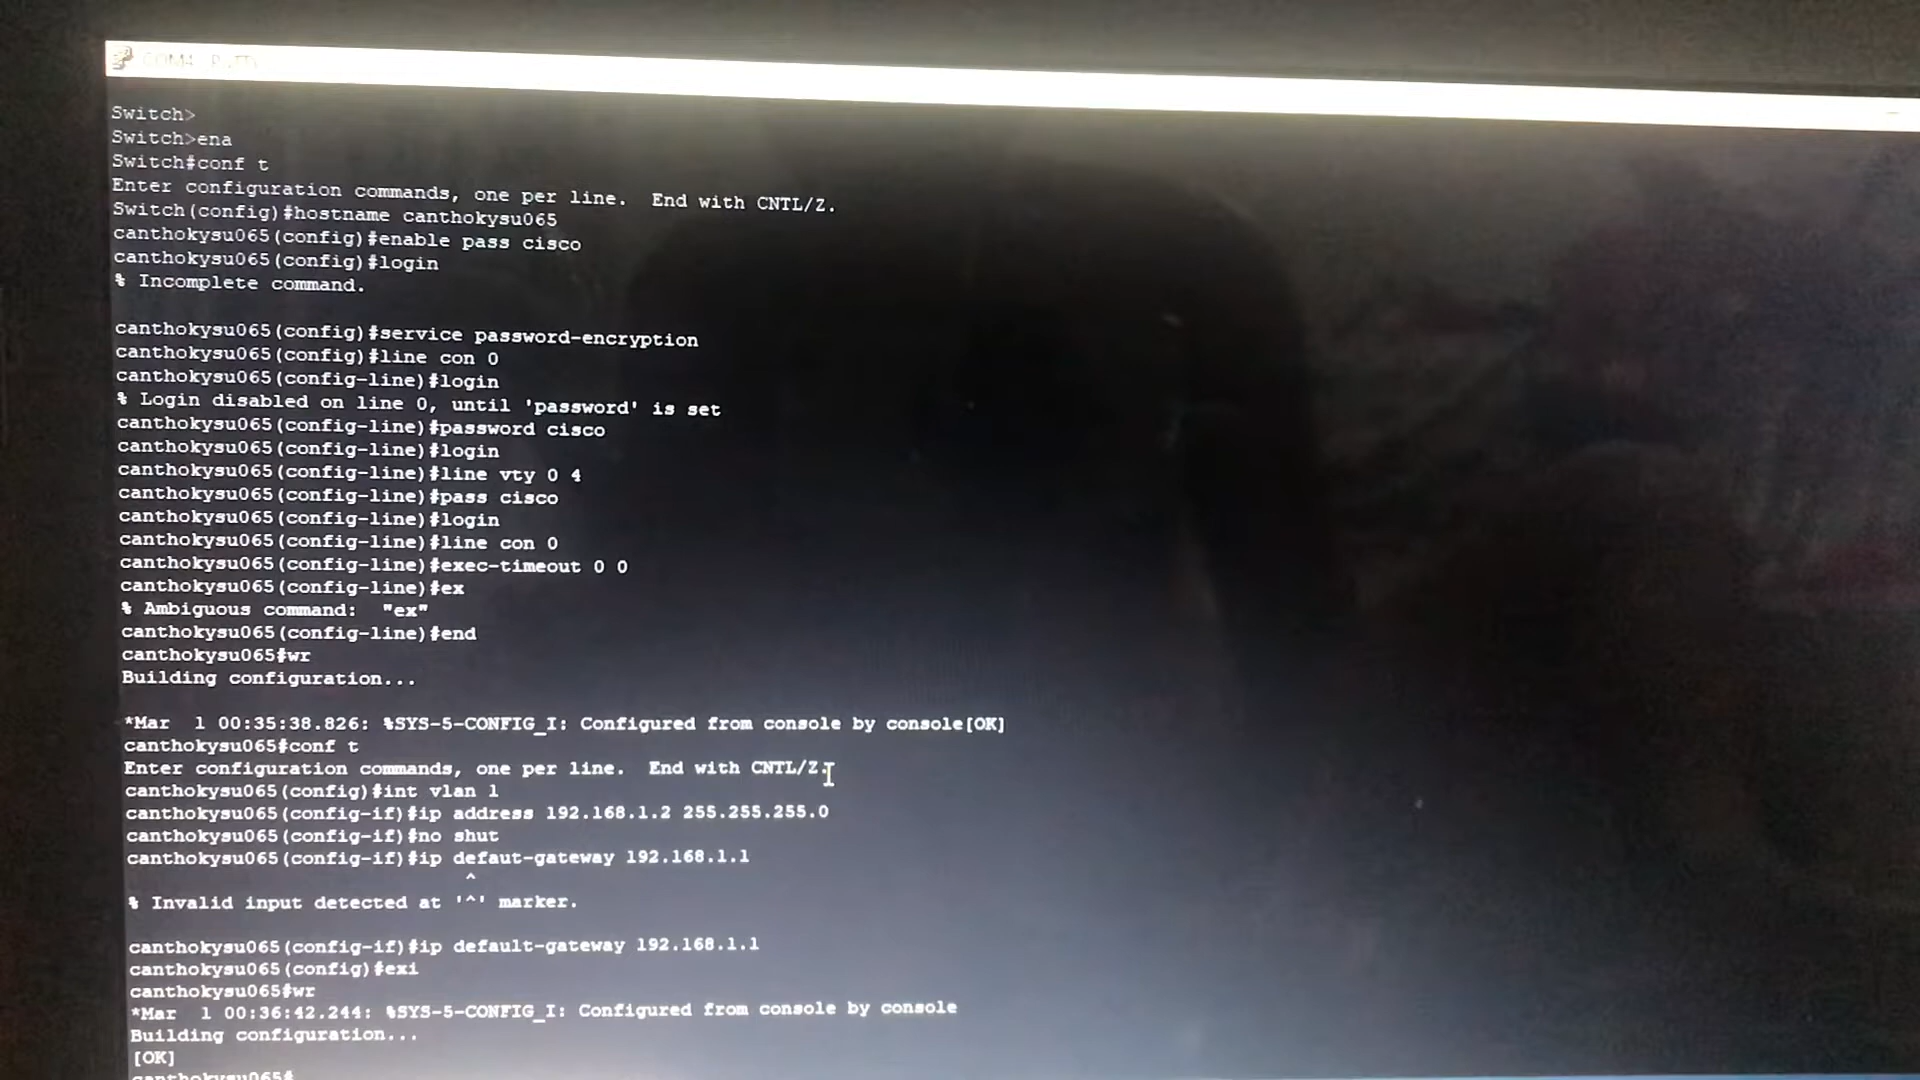 COM4 - PuTTY
Switch>
Switch>ena
Switch#conf t
Enter configuration commands, one per line.  End with CNTL/Z.
Switch(config)#hostname canthokysu065
canthokysu065(config)#enable pass cisco
canthokysu065(config)#login
% Incomplete command.
canthokysu065(config)#service password-encryption
canthokysu065(config)#line con 0
canthokysu065(config-line)#login
% Login disabled on line 0, until 'password' is set
canthokysu065(config-line)#password cisco
canthokysu065(config-line)#login
canthokysu065(config-line)#line vty 0 4
canthokysu065(config-line)#pass cisco
canthokysu065(config-line)#login
canthokysu065(config-line)#line con 0
canthokysu065(config-line)#exec-timeout 0 0
canthokysu065(config-line)#ex
% Ambiguous command:  "ex"
canthokysu065(config-line)#end
canthokysu065#wr
Building configuration...
*Mar  1 00:35:38.826: %SYS-5-CONFIG_I: Configured from console by console[OK]
canthokysu065#conf t
Enter configuration commands, one per line.  End with CNTL/Z.
canthokysu065(config)#int vlan 1
canthokysu065(config-if)#ip address 192.168.1.2 255.255.255.0
canthokysu065(config-if)#no shut
canthokysu065(config-if)#ip defaut-gateway 192.168.1.1
^
% Invalid input detected at '^' marker.
canthokysu065(config-if)#ip default-gateway 192.168.1.1
canthokysu065(config)#exi
canthokysu065#wr
*Mar  1 00:36:42.244: %SYS-5-CONFIG_I: Configured from console by console
Building configuration...
[OK]
canthokysu065#